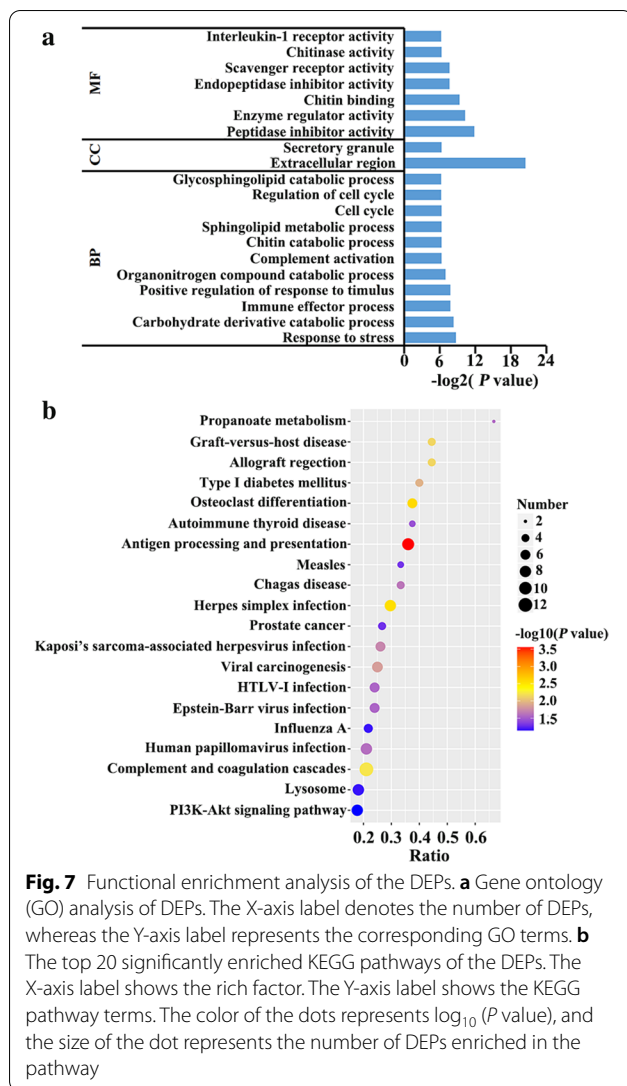 a
MF
Interleukin-1 receptor activity
Chitinase activity
Scavenger receptor activity
Endopeptidase inhibitor activity
Chitin binding
Enzyme regulator activity
Peptidase inhibitor activity
CC
Secretory granule
Extracellular region
BP
Glycosphingolipid catabolic process
Regulation of cell cycle
Cell cycle
Sphingolipid metabolic process
Chitin catabolic process
Complement activation
Organonitrogen compound catabolic process
Positive regulation of response to timulus
Immune effector process
Carbohydrate derivative catabolic process
Response to stress
0 6 12 18 24
-log2( P value)
b
Propanoate metabolism
Graft-versus-host disease
Allograft regection
Type I diabetes mellitus
Osteoclast differentiation
Autoimmune thyroid disease
Antigen processing and presentation
Measles
Chagas disease
Herpes simplex infection
Prostate cancer
Kaposi's sarcoma-associated herpesvirus infection
Viral carcinogenesis
HTLV-I infection
Epstein-Barr virus infection
Influenza A
Human papillomavirus infection
Complement and coagulation cascades
Lysosome
PI3K-Akt signaling pathway
0.2 0.3 0.4 0.5 0.6
Ratio
Number
2
4
6
8
10
12
-log10(P value)
3.5
3.0
2.5
2.0
1.5
Fig. 7 Functional enrichment analysis of the DEPs. a Gene ontology
(GO) analysis of DEPs. The X-axis label denotes the number of DEPs,
whereas the Y-axis label represents the corresponding GO terms. b
The top 20 significantly enriched KEGG pathways of the DEPs. The
X-axis label shows the rich factor. The Y-axis label shows the KEGG
pathway terms. The color of the dots represents log10 (P value), and
the size of the dot represents the number of DEPs enriched in the
pathway